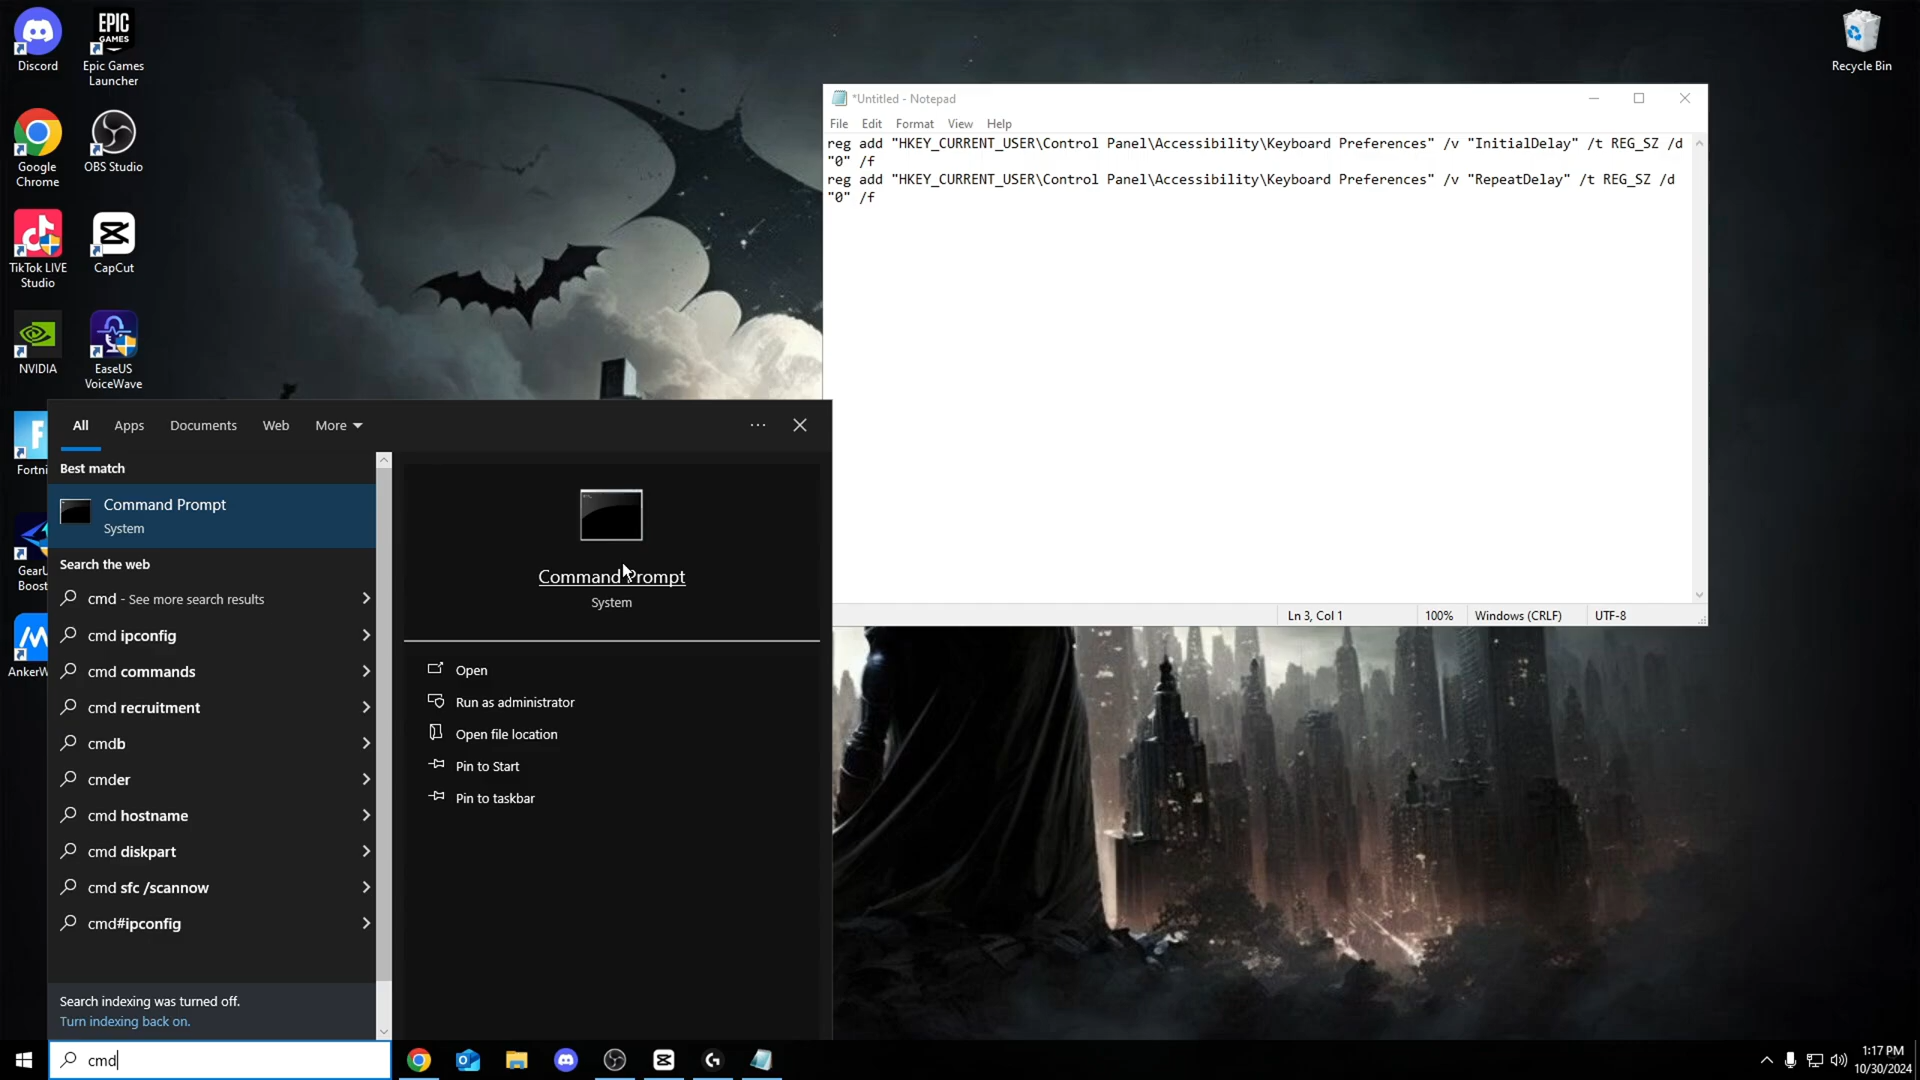 Discord
Epic Games
Launcher
EPIC
GAMES
Recycle Bin
Google
Chrome
OBS Studio
TikTok LIVE
Studio
CapCut
NVIDIA
EaseUS
VoiceWave
Fortni
GearU
Boost
AnkerW
*Untitled - Notepad
File Edit Format View Help
reg add "HKEY_CURRENT_USER\Control Panel\Accessibility\Keyboard Preferences" /v "InitialDelay" /t REG_SZ /d
"0" /f
reg add "HKEY_CURRENT_USER\Control Panel\Accessibility\Keyboard Preferences" /v "RepeatDelay" /t REG_SZ /d
"0" /f
Ln 3, Col 1 100% Windows (CRLF) UTF-8
All Apps Documents Web More
Best match
Command Prompt
System
Search the web
cmd - See more search results
cmd ipconfig
cmd commands
cmd recruitment
cmdb
cmder
cmd hostname
cmd diskpart
cmd sfc /scannow
cmd#ipconfig
Search indexing was turned off.
Turn indexing back on.
Command Prompt
System
Open
Run as administrator
Open file location
Pin to Start
Pin to taskbar
cmd
1:17 PM
10/30/2024